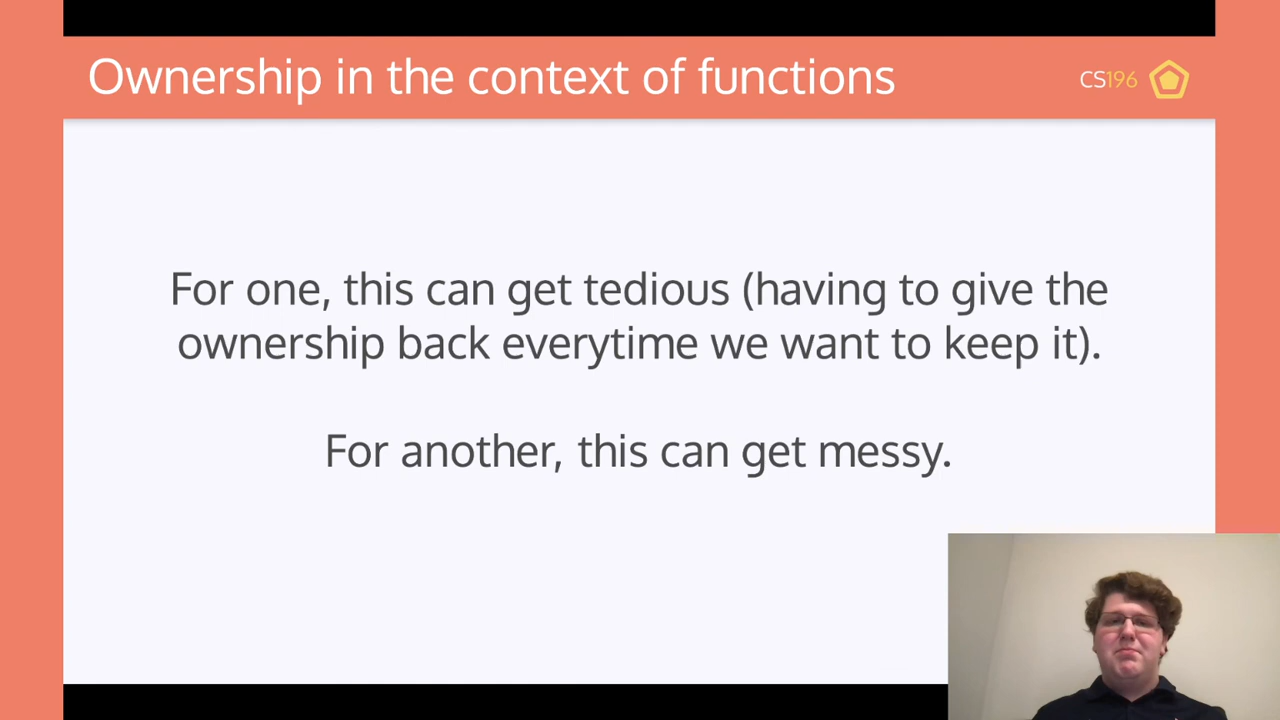 Ownership in the context of functions
CS196
For one, this can get tedious (having to give the
ownership back everytime we want to keep it).
For another, this can get messy.